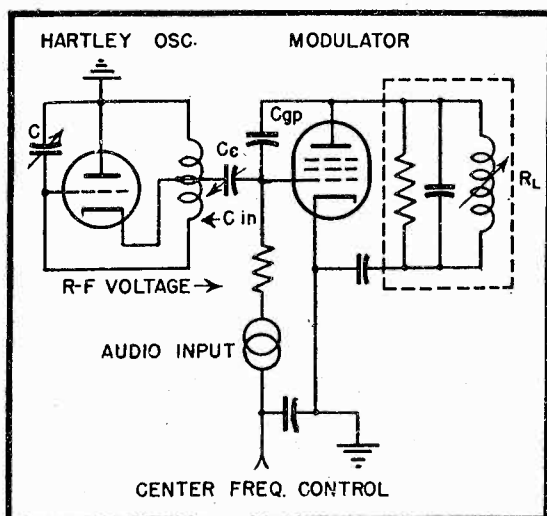 HARTLEY OSC.
MODULATOR
C
Cc
Cgp
C in
RL
R-F VOLTAGE→
AUDIO INPUT
CENTER FREQ. CONTROL